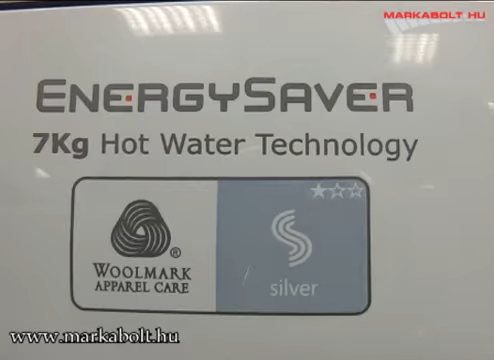 MARKABOLT HU
ENERGYSAVER
7Kg Hot Water Technology
WOOLMARK
APPAREL CARE
®
silver
www.markabolt.hu